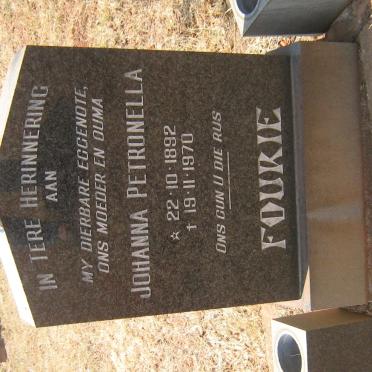 IN TERE HERINNERING
AAN
MY DIERBARE EGGENOTE,
ONS MOEDER EN OUMA
JOHANNA PETRONELLA
* 22·10·1892
† 19·11·1970
ONS GUN U DIE RUS
FOURIE